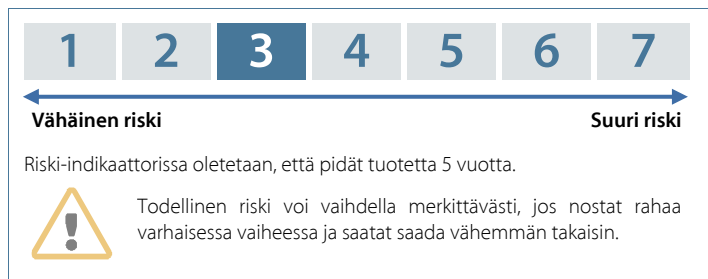 1 2 3 4 5 6 7
Vähäinen riski Suuri riski
Riski-indikaattorissa oletetaan, että pidät tuotetta 5 vuotta.
Todellinen riski voi vaihdella merkittävästi, jos nostat rahaa
varhaisessa vaiheessa ja saatat saada vähemmän takaisin.